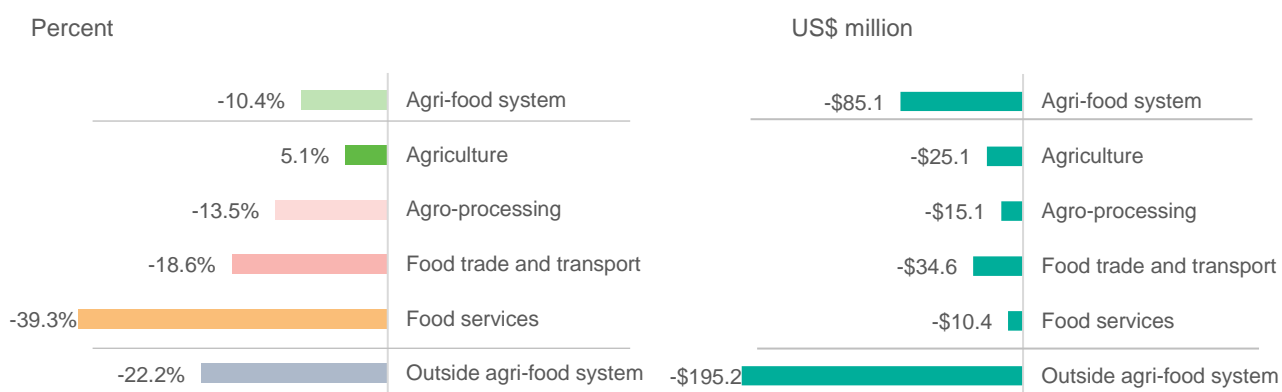 Percent
-10.4% Agri-food system
5.1% Agriculture
-13.5% Agro-processing
-18.6% Food trade and transport
-39.3% Food services
-22.2% Outside agri-food system
US$ million
-$85.1 Agri-food system
-$25.1 Agriculture
-$15.1 Agro-processing
-$34.6 Food trade and transport
-$10.4 Food services
-$195.2 Outside agri-food system